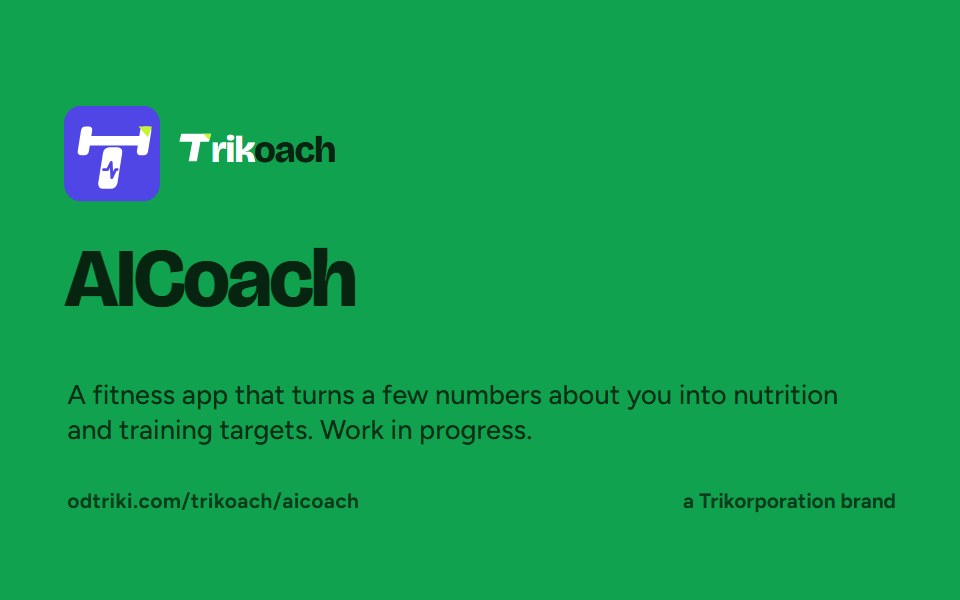 Trikoach
AICoach
A fitness app that turns a few numbers about you into nutrition
and training targets. Work in progress.
odtriki.com/trikoach/aicoach
a Trikorporation brand